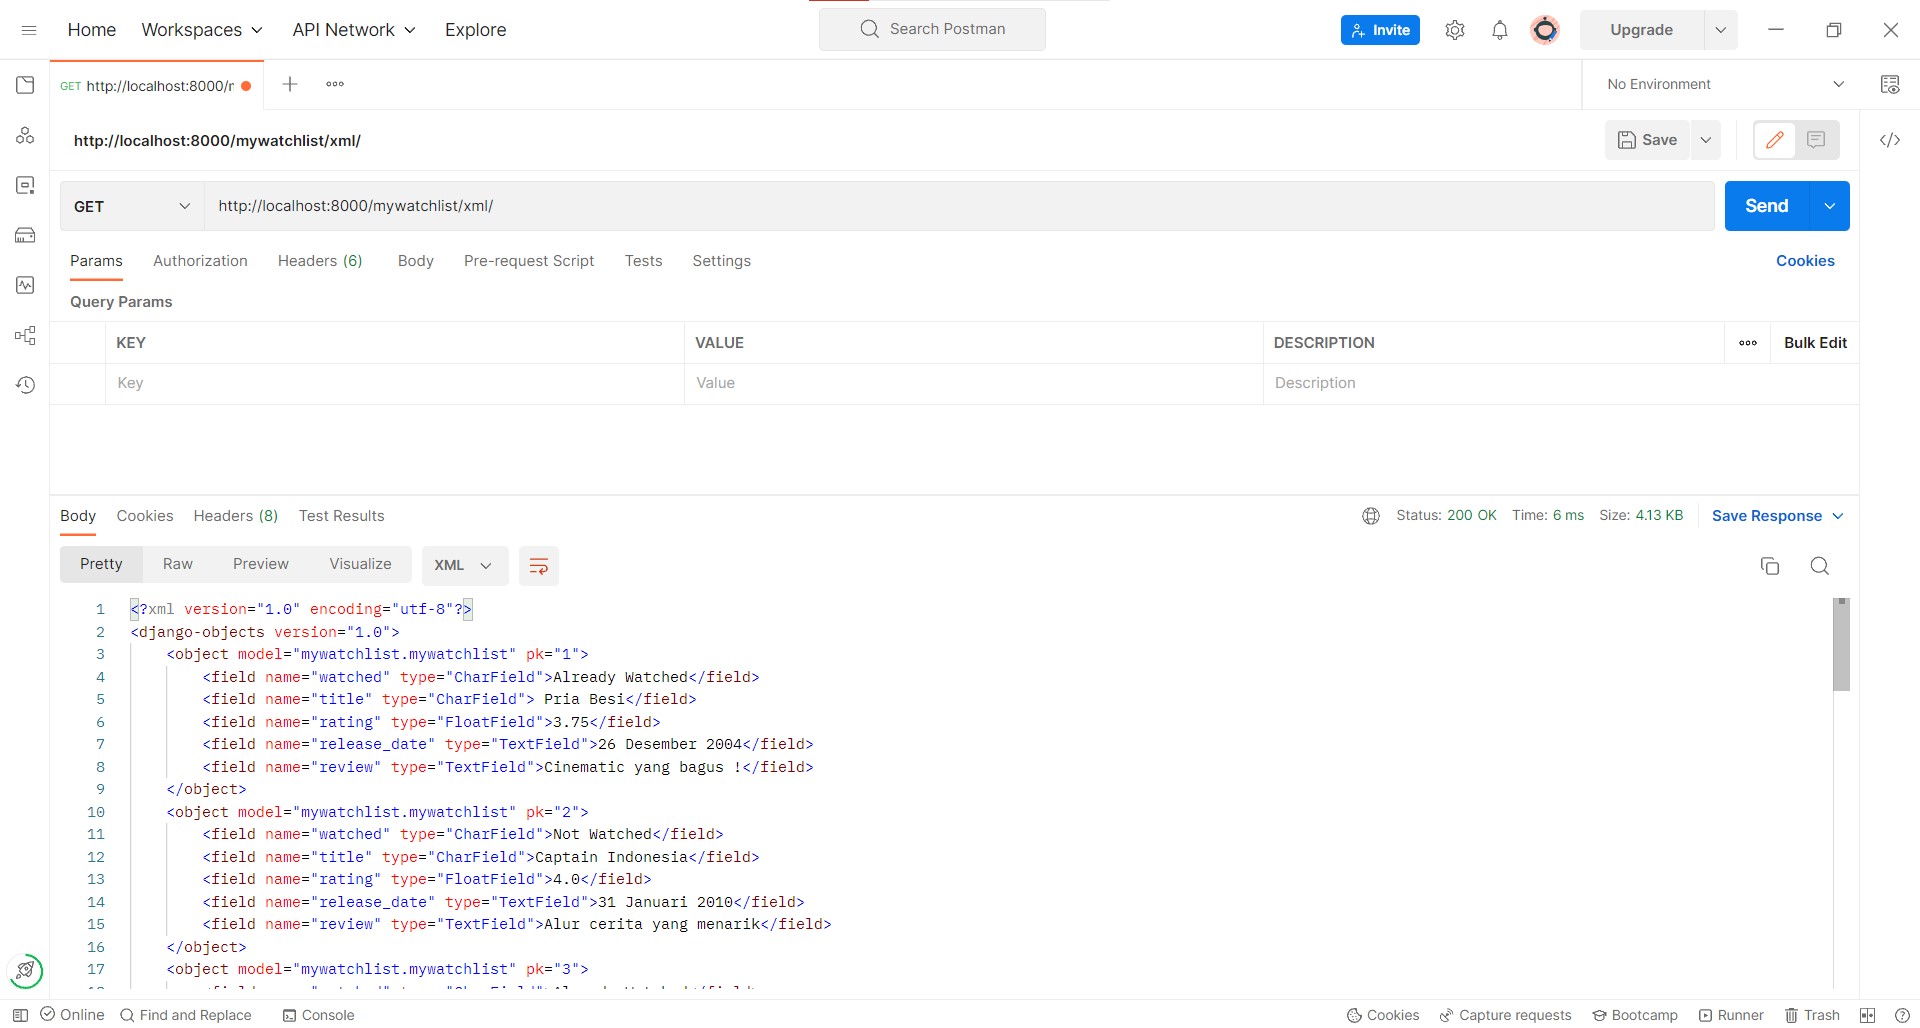 Home Workspaces API Network Explore Search Postman Invite Upgrade
GET http://localhost:8000/r No Environment
http://localhost:8000/mywatchlist/xml/ Save
GET http://localhost:8000/mywatchlist/xml/ Send
Params Authorization Headers (6) Body Pre-request Script Tests Settings Cookies
Query Params
KEY VALUE DESCRIPTION Bulk Edit
Key Value Description
Body Cookies Headers (8) Test Results Status: 200 OK Time: 6 ms Size: 4.13 KB Save Response
Pretty Raw Preview Visualize XML
1 <?xml version="1.0" encoding="utf-8"?>
2 <django-objects version="1.0">
3 <object model="mywatchlist.mywatchlist" pk="1">
4 <field name="watched" type="CharField">Already Watched</field>
5 <field name="title" type="CharField"> Pria Besi</field>
6 <field name="rating" type="FloatField">3.75</field>
7 <field name="release_date" type="TextField">26 Desember 2004</field>
8 <field name="review" type="TextField">Cinematic yang bagus !</field>
9 </object>
10 <object model="mywatchlist.mywatchlist" pk="2">
11 <field name="watched" type="CharField">Not Watched</field>
12 <field name="title" type="CharField">Captain Indonesia</field>
13 <field name="rating" type="FloatField">4.0</field>
14 <field name="release_date" type="TextField">31 Januari 2010</field>
15 <field name="review" type="TextField">Alur cerita yang menarik</field>
16 </object>
17 <object model="mywatchlist.mywatchlist" pk="3">
Online Find and Replace Console Cookies Capture requests Bootcamp Runner Trash